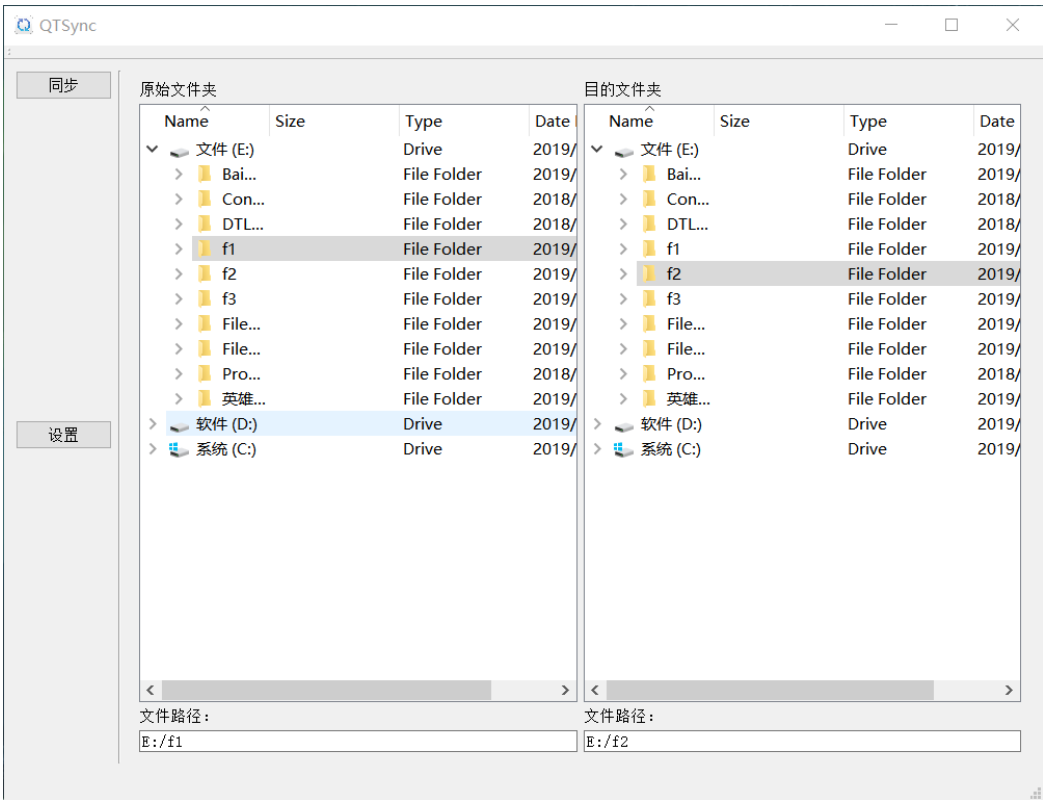 QTSync
同步
设置
原始文件夹
Name Size Type Date
文件 (E:) Drive 2019/
Bai... File Folder 2019/
Con... File Folder 2018/
DTL... File Folder 2018/
f1 File Folder 2019/
f2 File Folder 2019/
f3 File Folder 2019/
File... File Folder 2019/
File... File Folder 2019/
Pro... File Folder 2018/
英雄... File Folder 2019/
软件 (D:) Drive 2019/
系统 (C:) Drive 2019/
文件路径:
E:/f1
目的文件夹
Name Size Type Date
文件 (E:) Drive 2019/
Bai... File Folder 2019/
Con... File Folder 2018/
DTL... File Folder 2018/
f1 File Folder 2019/
f2 File Folder 2019/
f3 File Folder 2019/
File... File Folder 2019/
File... File Folder 2019/
Pro... File Folder 2018/
英雄... File Folder 2019/
软件 (D:) Drive 2019/
系统 (C:) Drive 2019/
文件路径:
E:/f2